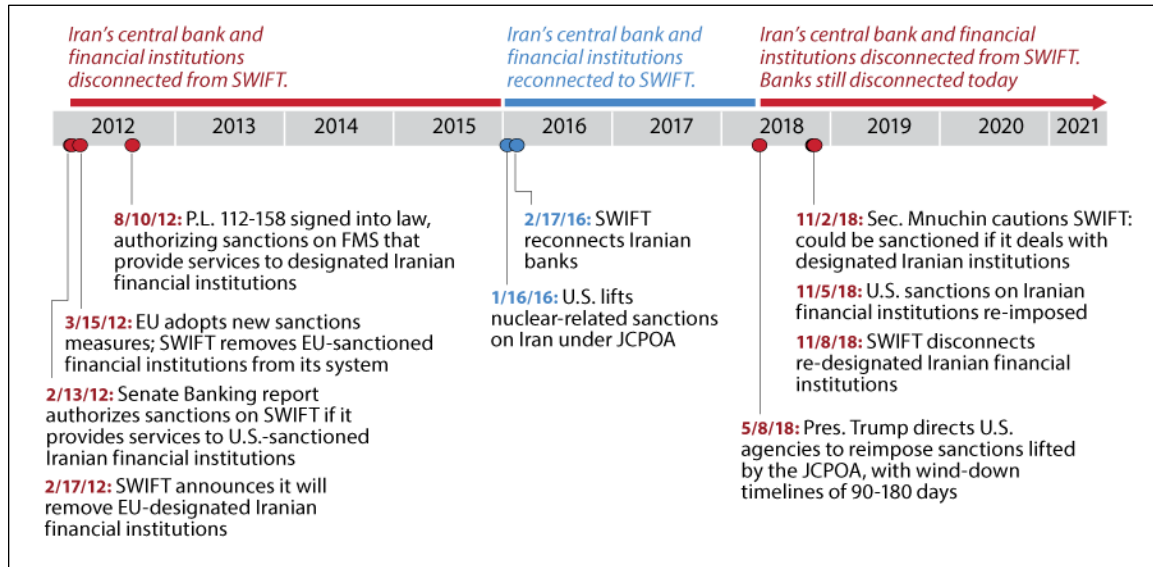 Iran's central bank and
financial institutions
disconnected from SWIFT.
Iran's central bank and
financial institutions
reconnected to SWIFT.
Iran's central bank and financial
institutions disconnected from SWIFT.
Banks still disconnected today
2012 2013 2014 2015 2016 2017 2018 2019 2020 2021
8/10/12: P.L. 112-158 signed into law,
authorizing sanctions on FMS that
provide services to designated Iranian
financial institutions
3/15/12: EU adopts new sanctions
measures; SWIFT removes EU-sanctioned
financial institutions from its system
2/13/12: Senate Banking report
authorizes sanctions on SWIFT if it
provides services to U.S.-sanctioned
Iranian financial institutions
2/17/12: SWIFT announces it will
remove EU-designated Iranian
financial institutions
2/17/16: SWIFT
reconnects Iranian
banks
1/16/16: U.S. lifts
nuclear-related sanctions
on Iran under JCPOA
11/2/18: Sec. Mnuchin cautions SWIFT:
could be sanctioned if it deals with
designated Iranian institutions
11/5/18: U.S. sanctions on Iranian
financial institutions re-imposed
11/8/18: SWIFT disconnects
re-designated Iranian financial
institutions
5/8/18: Pres. Trump directs U.S.
agencies to reimpose sanctions lifted
by the JCPOA, with wind-down
timelines of 90-180 days